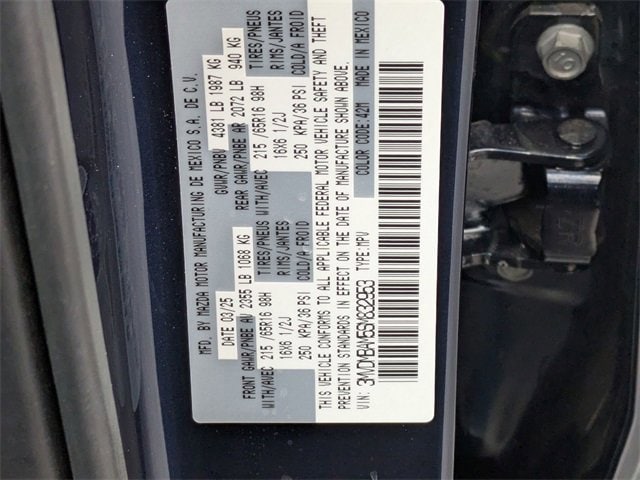 MFD. BY MAZDA MOTOR MANUFACTURING DE MEXICO S.A. DE C.V.
DATE 03/25 GVWR/PNBV 4381 LB 1987 KG
FRONT GAWR/PNBE AV 2355 LB 1068 KG REAR GAWR/PNBE AR 2072 LB 940 KG
WITH/AVEC TIRES/PNEUS WITH/AVEC TIRES/PNEUS
215 /65R16 98H RIMS/JANTES 215 /65R16 98H RIMS/JANTES
16X6 1/2J COLD/A FROID 16X6 1/2J COLD/A FROID
250 KPA/36 PSI 250 KPA/36 PSI
THIS VEHICLE CONFORMS TO ALL APPLICABLE FEDERAL MOTOR VEHICLE SAFETY AND THEFT
PREVENTION STANDARDS IN EFFECT ON THE DATE OF MANUFACTURE SHOWN ABOVE.
VIN: 3MVDMBAM5SM832953 TYPE:MPV COLOR CODE:42M MADE IN MEXICO